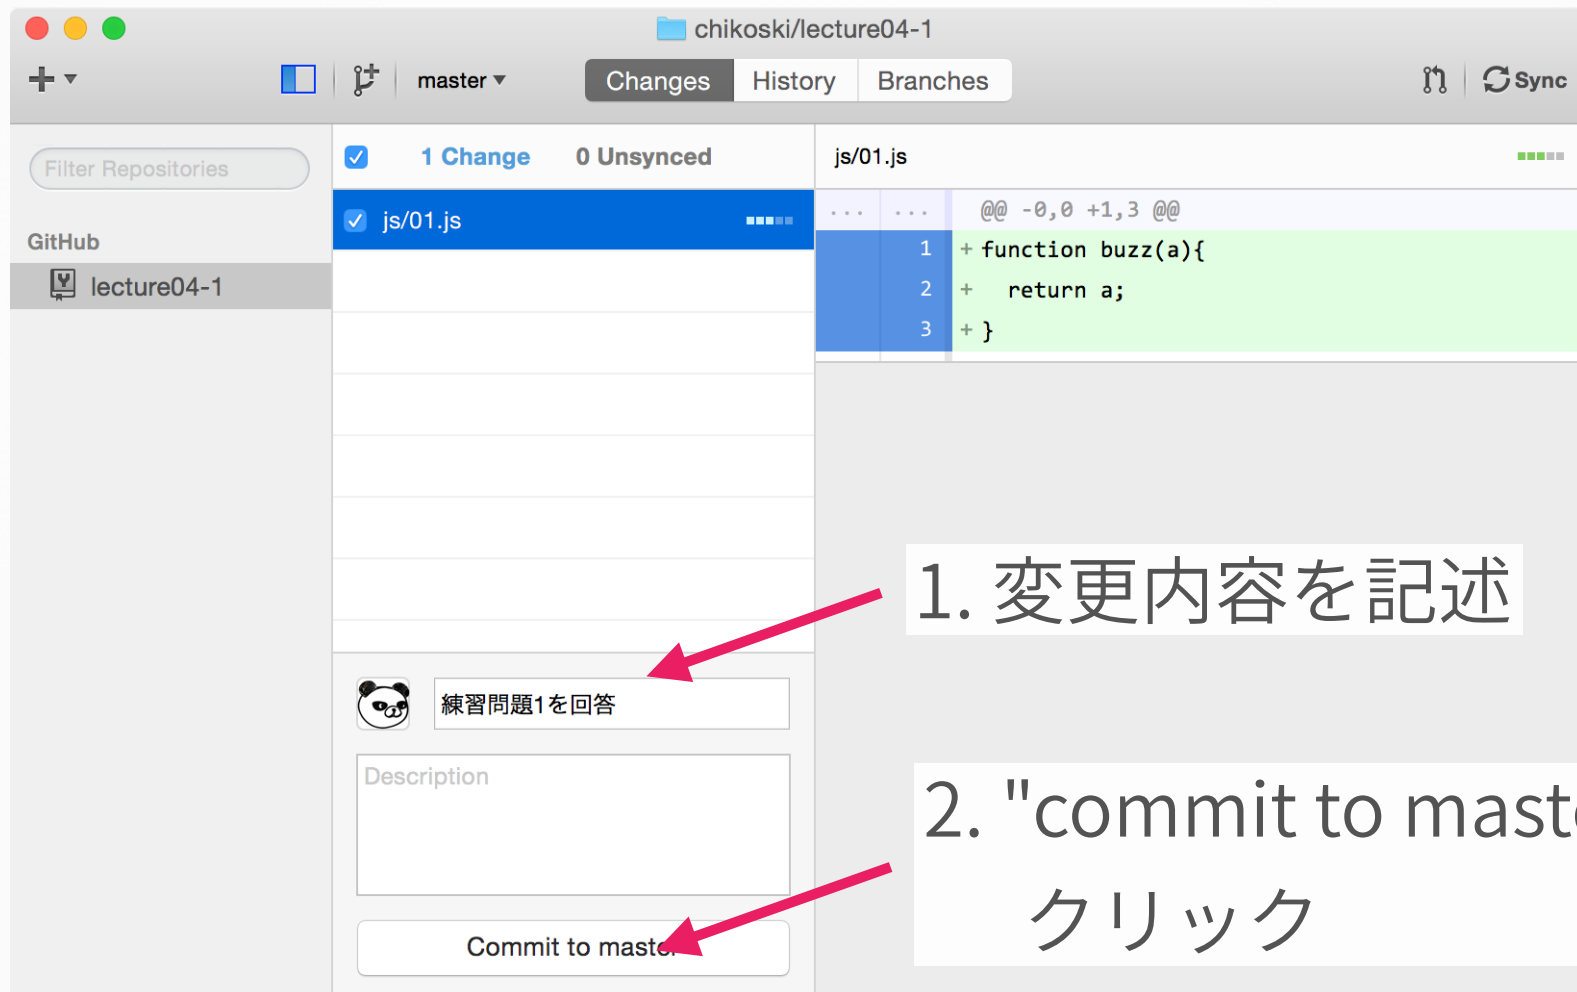 chikoski/lecture04-1
master
Changes
History
Branches
Sync
Filter Repositories
1 Change
0 Unsynced
js/01.js
GitHub
lecture04-1
js/01.js
... ... @@ -0,0 +1,3 @@
1 + function buzz(a){
2 + return a;
3 + }
1. 変更内容を記述
練習問題1を回答
Description
2. "commit to mast
クリック
Commit to master